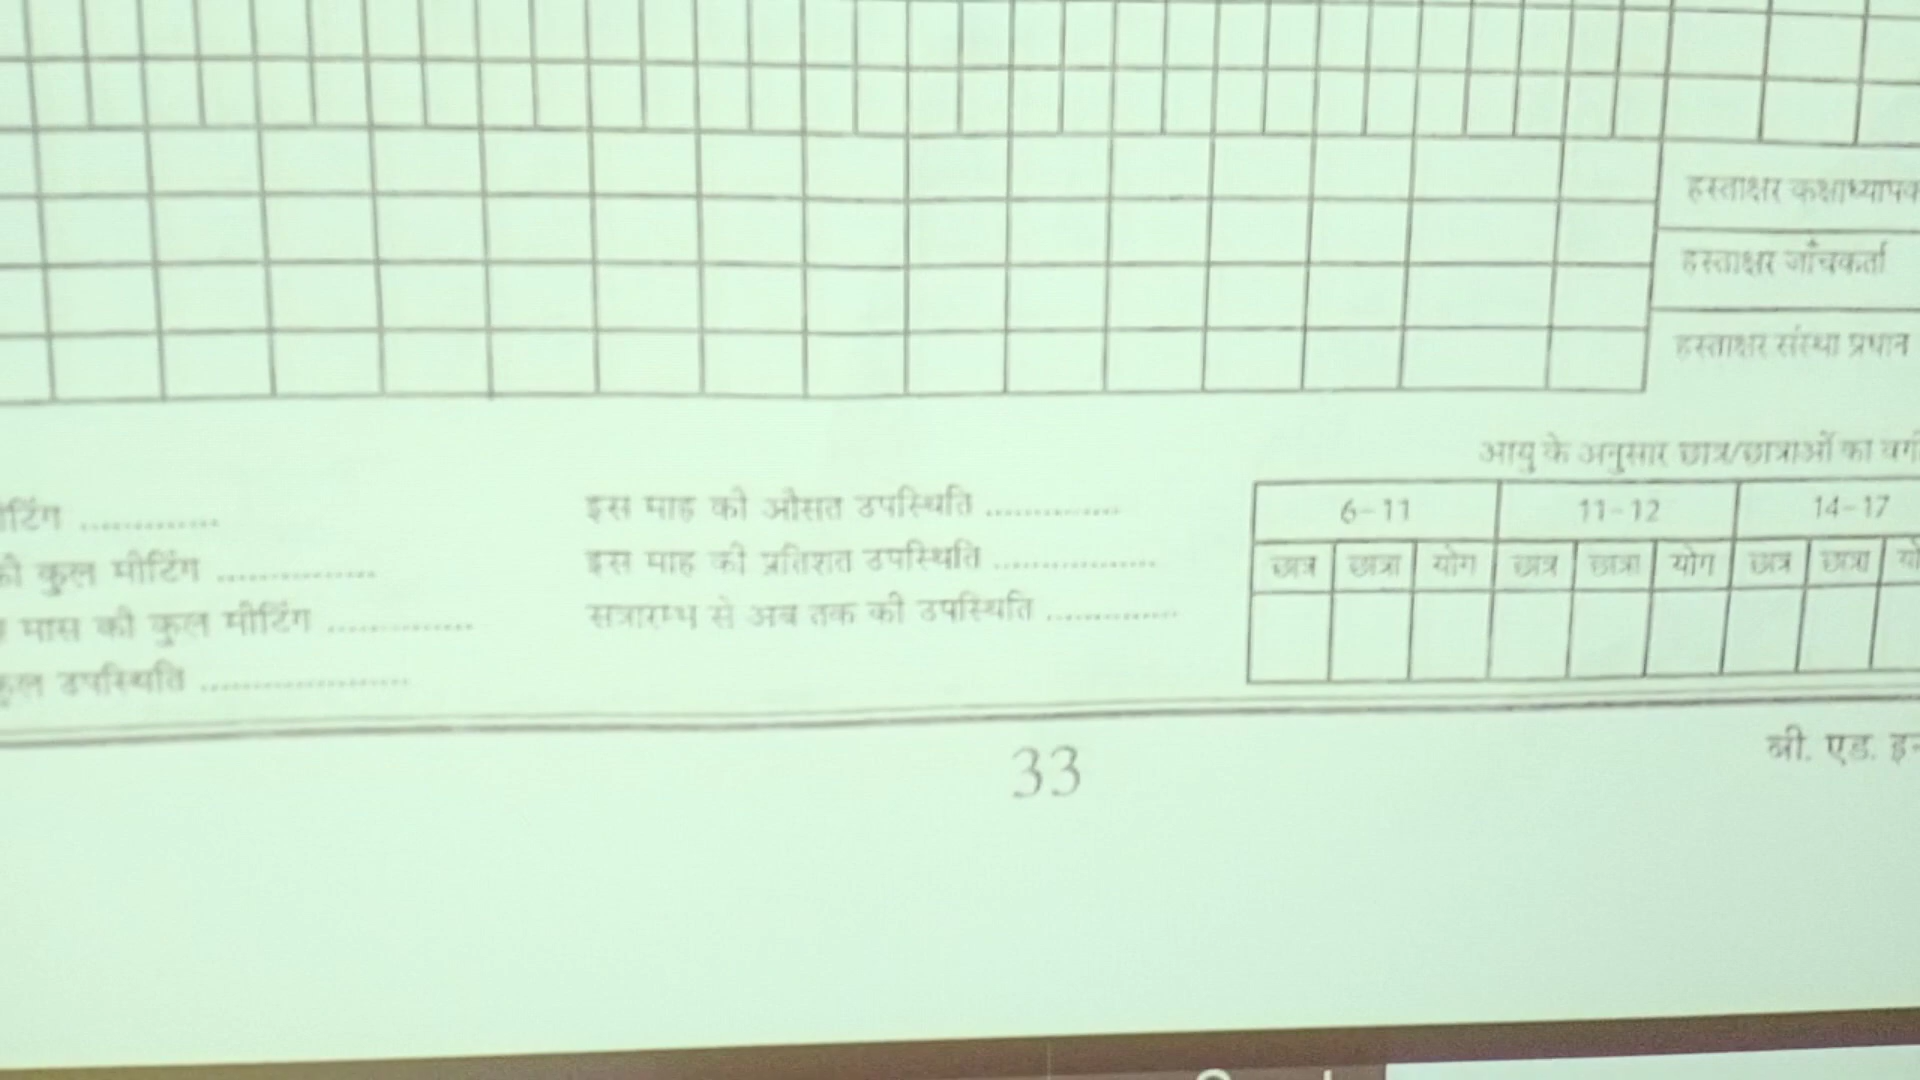 हस्ताक्षर कक्षाध्यापक
हस्ताक्षर जाँचकर्ता
हस्ताक्षर संस्था प्रधान
आयु के अनुसार छात्र/छात्राओं का
मीटिंग .............
की कुल मीटिंग ...............
मास की कुल मीटिंग ..............
कुल उपस्थिति ....................
इस माह की औसत उपस्थिति .............
इस माह की प्रतिशत उपस्थिति ................
सत्रारम्भ से अब तक की उपस्थिति .............
6-11 11-12 14-17
छात्र छात्रा योग छात्र छात्रा योग छात्र छात्रा
33
बी. एड.